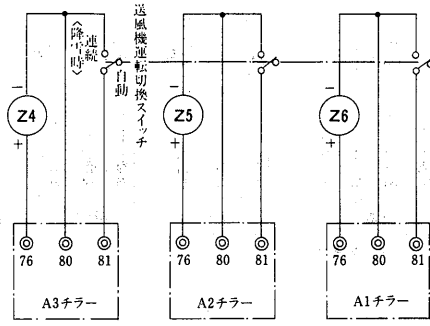 送風機運転切換スイッチ
連続
〈降雪時〉
自動
−
Z4
+
−
Z5
+
−
Z6
+
76 80 81
76 80 81
76 80 81
A3チラー
A2チラー
A1チラー